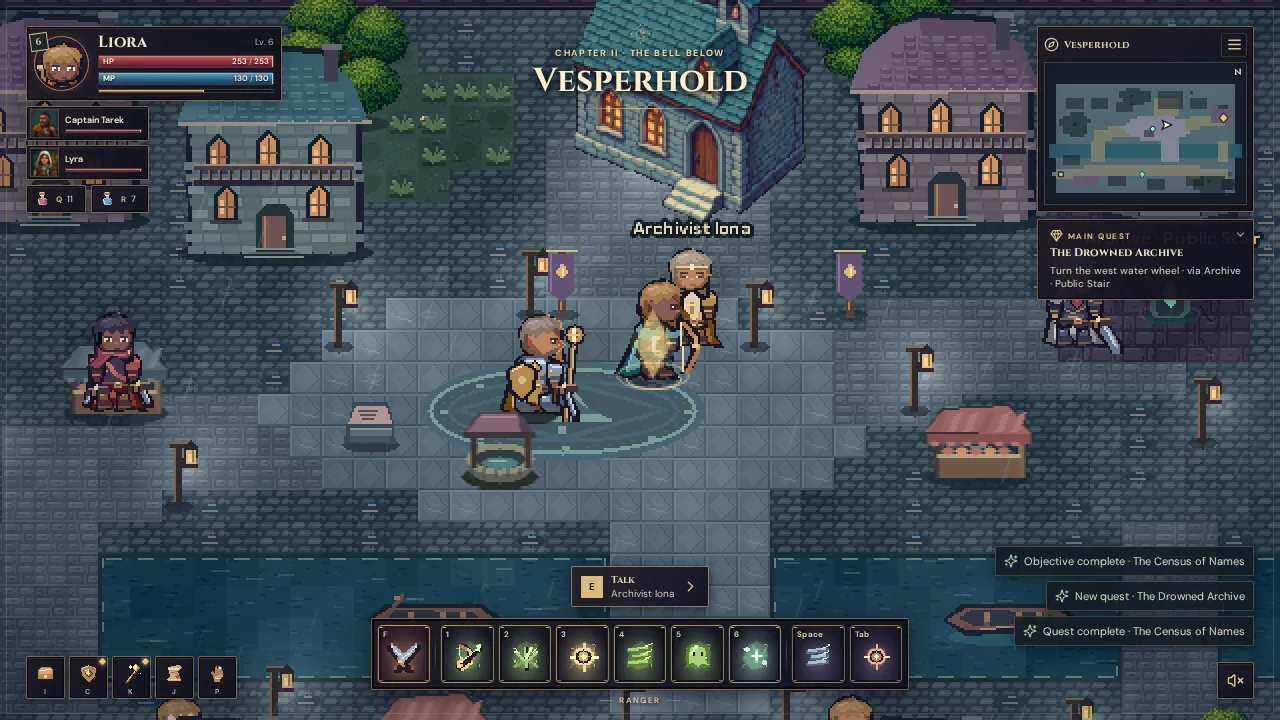 6
LIORA
Lv. 6
HP
253 / 253
MP
130 / 130
Captain Tarek
Lyra
Q 11
R 7
CHAPTER II · THE BELL BELOW
VESPERHOLD
VESPERHOLD
N
MAIN QUEST
THE DROWNED ARCHIVE
Turn the west water wheel · via Archive
· Public Stair
Archivist Iona
E
TALK
Archivist Iona
Objective complete · The Census of Names
New quest · The Drowned Archive
Quest complete · The Census of Names
F
1
2
3
4
5
6
Space
Tab
RANGER
I
C
K
J
P